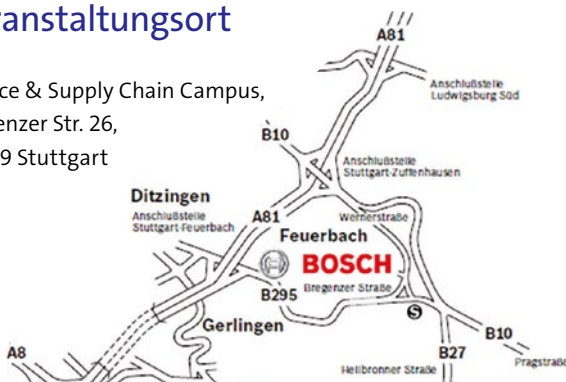 ranstaltungsort
ce & Supply Chain Campus,
enzer Str. 26,
9 Stuttgart
A81
Anschlußstelle
Ludwigsburg Süd
B10
Anschlußstelle
Stuttgart-Zuffenhausen
Ditzingen
Anschlußstelle
Stuttgart-Feuerbach
A81
Wernerstraße
Feuerbach
BOSCH
Bregenzer Straße
B295
S
Gerlingen
B10
A8
B27
Pragstraße
Heilbronner Straße